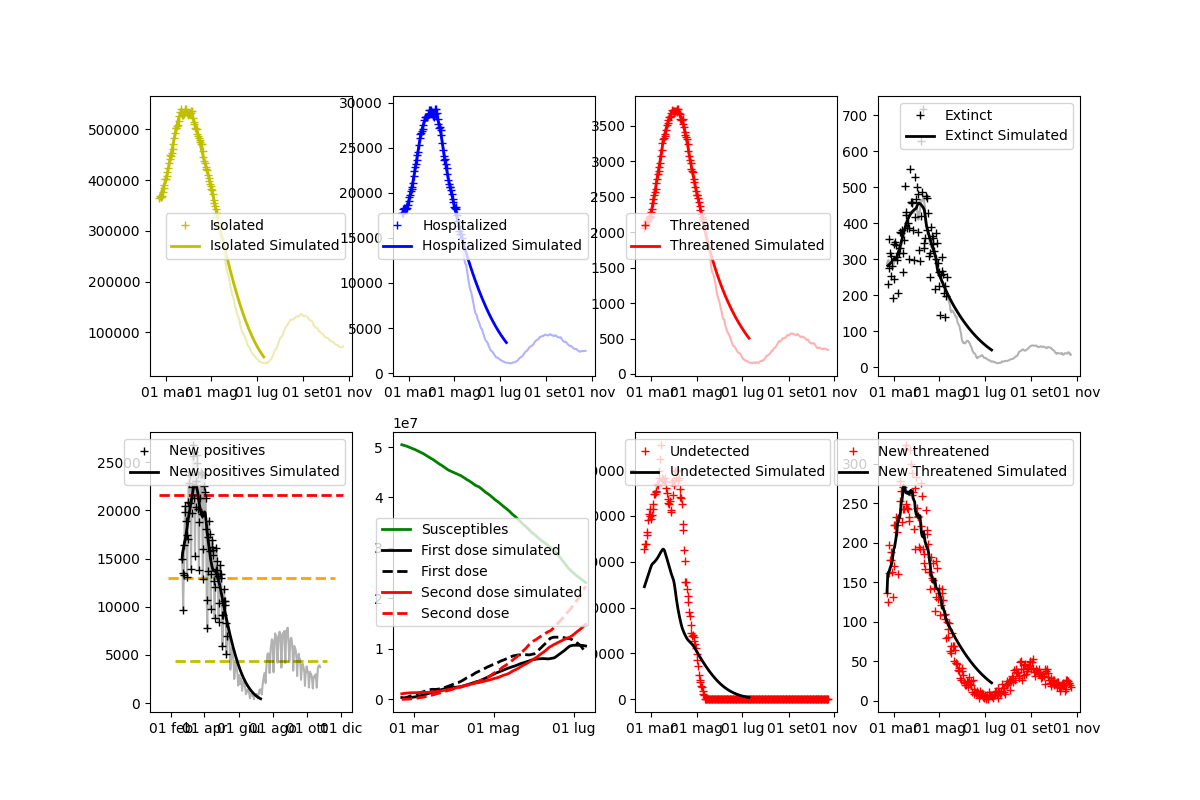 500000
400000
300000
200000
100000
Isolated
Isolated Simulated
01 mar 01 mag 01 lug 01 set 01 nov
30000
25000
20000
15000
10000
5000
0
Hospitalized
Hospitalized Simulated
01 mar 01 mag 01 lug 01 set 01 nov
3500
3000
2500
2000
1500
1000
500
0
Threatened
Threatened Simulated
01 mar 01 mag 01 lug 01 set 01 nov
700
600
500
400
300
200
100
0
Extinct
Extinct Simulated
01 mar 01 mag 01 lug 01 set 01 nov
25000
20000
15000
10000
5000
0
New positives
New positives Simulated
01 feb 01 apr 01 giu 01 ago 01 ott 01 dic
1e7
5
4
3
2
1
0
Susceptibles
First dose simulated
First dose
Second dose simulated
Second dose
01 mar 01 mag 01 lug
0
Undetected
Undetected Simulated
01 mar 01 mag 01 lug 01 set 01 nov
300
250
200
150
100
50
0
New threatened
New Threatened Simulated
01 mar 01 mag 01 lug 01 set 01 nov